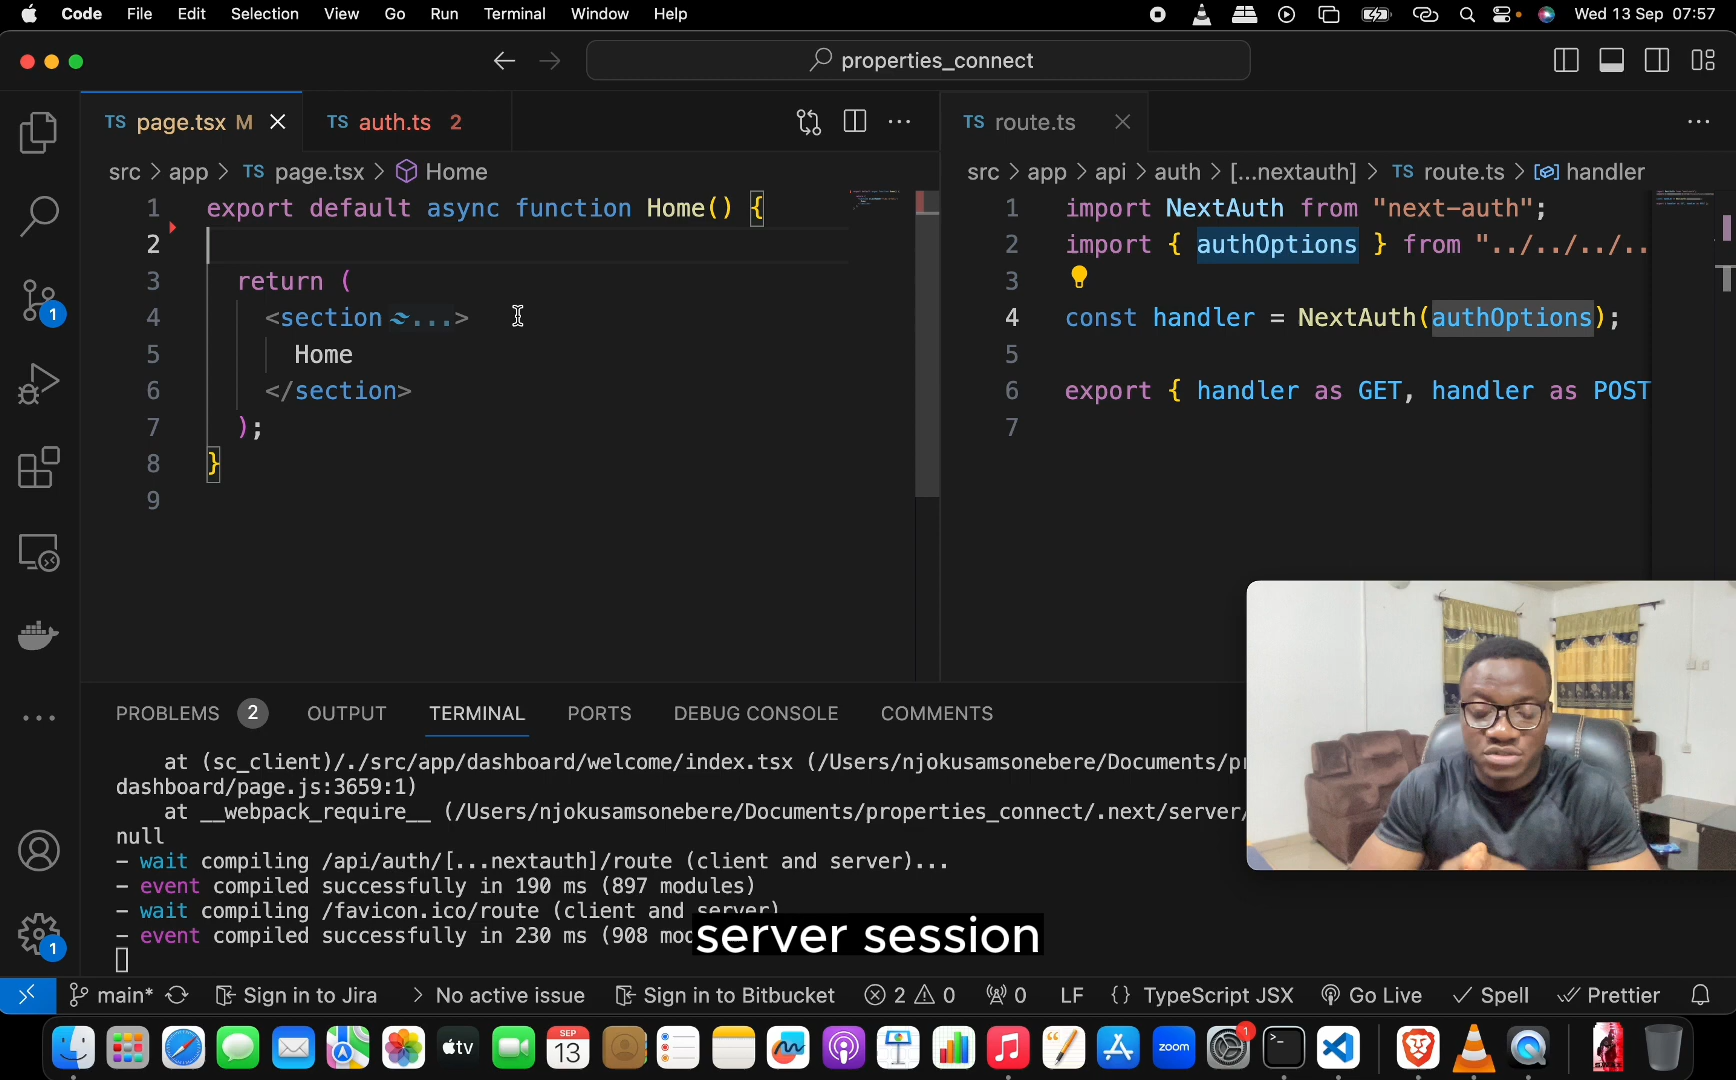 Code File Edit Selection View Go Run Terminal Window Help Wed 13 Sep 07:57
properties_connect
TS page.tsx M
TS auth.ts 2
TS route.ts
src > app > TS page.tsx > Home
src > app > api > auth > [...nextauth] > TS route.ts > handler
1 export default async function Home() {
2
3 return (
4 <section ...>
5 Home
6 </section>
7 );
8 }
9
1 import NextAuth from "next-auth";
2 import { authOptions } from "../../../..
3
4 const handler = NextAuth(authOptions);
5
6 export { handler as GET, handler as POST
7
PROBLEMS 2 OUTPUT TERMINAL PORTS DEBUG CONSOLE COMMENTS
at (sc_client)/./src/app/dashboard/welcome/index.tsx (/Users/njokusamsonebere/Documents/pr
dashboard/page.js:3659:1)
at __webpack_require__ (/Users/njokusamsonebere/Documents/properties_connect/.next/server/
null
- wait compiling /api/auth/[...nextauth]/route (client and server)...
- event compiled successfully in 190 ms (897 modules)
- wait compiling /favicon.ico/route (client and server)
- event compiled successfully in 230 ms (908 mod
server session
1
1
main* Sign in to Jira > No active issue Sign in to Bitbucket 2 0 0 LF {} TypeScript JSX Go Live Spell Prettier
tv
SEP
13
zoom
1